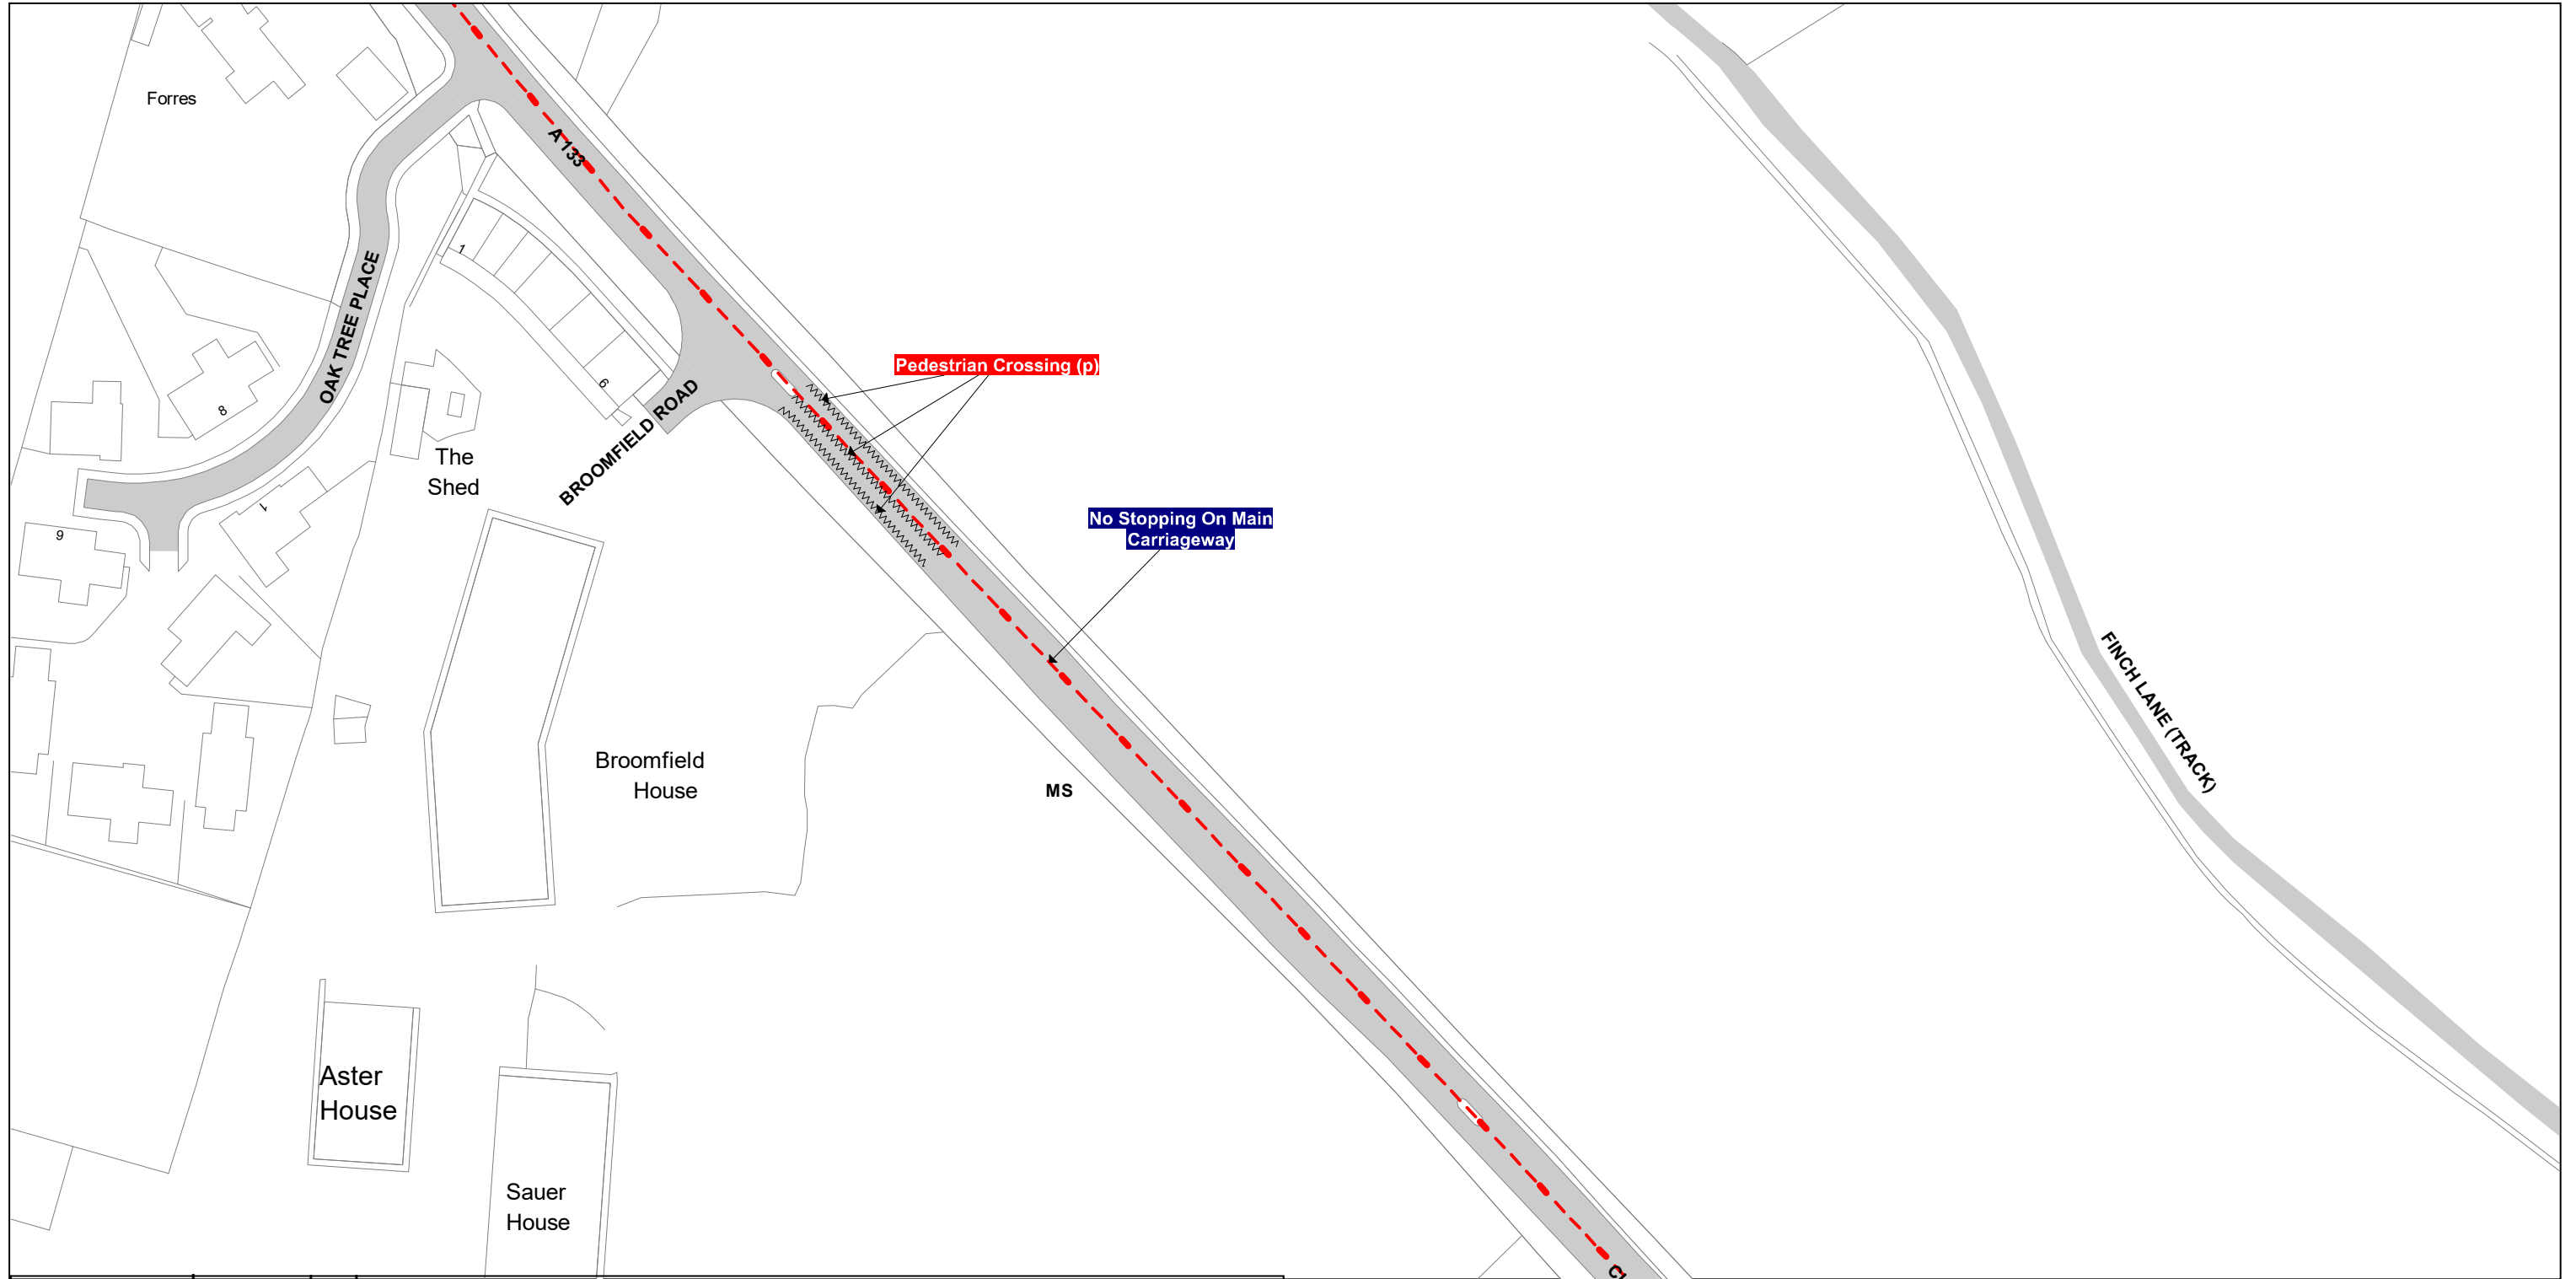 Forres
A 133
OAK TREE PLACE
1
6
8
The
Shed
BROOMFIELD ROAD
Pedestrian Crossing (p)
No Stopping On Main
Carriageway
1
9
FINCH LANE (TRACK)
Broomfield
House
MS
Aster
House
Sauer
House